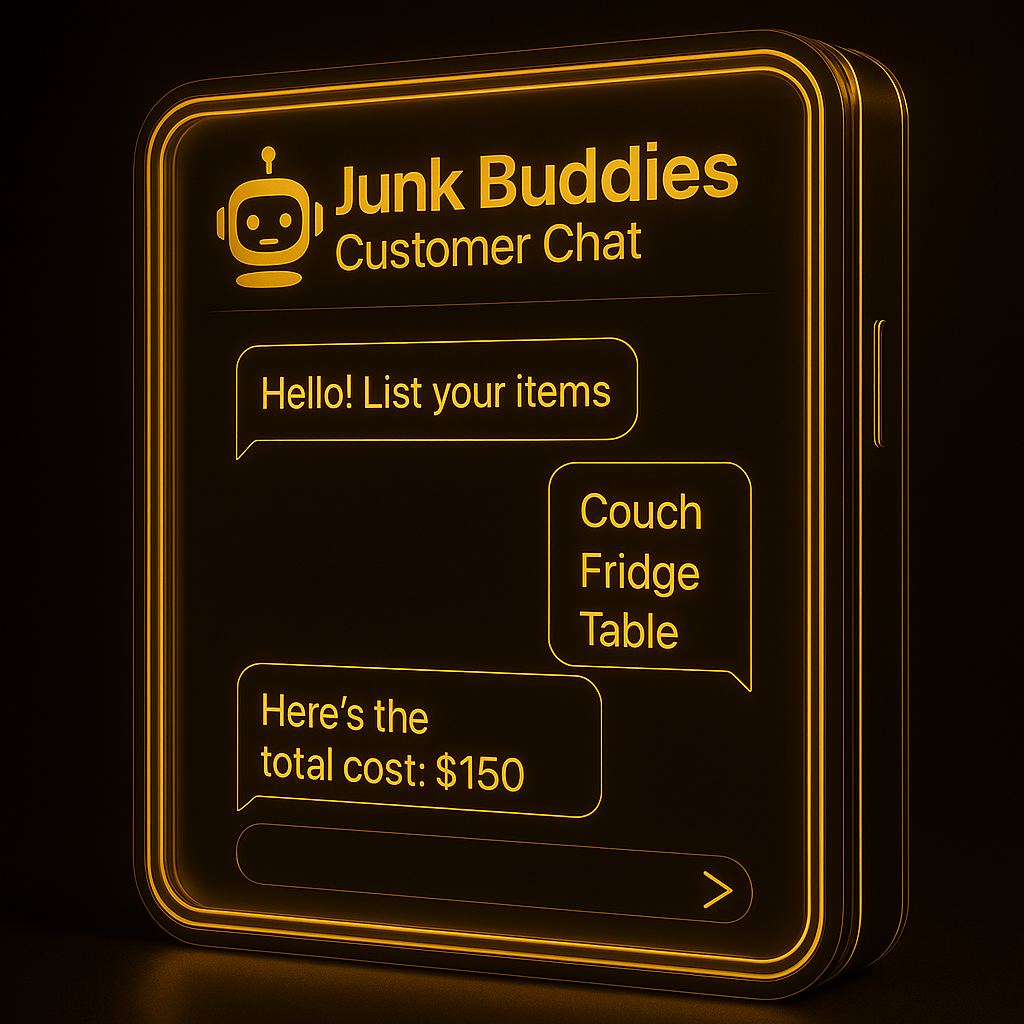 Junk Buddies
Customer Chat
Hello! List your items
Couch
Fridge
Table
Here’s the
total cost: $150